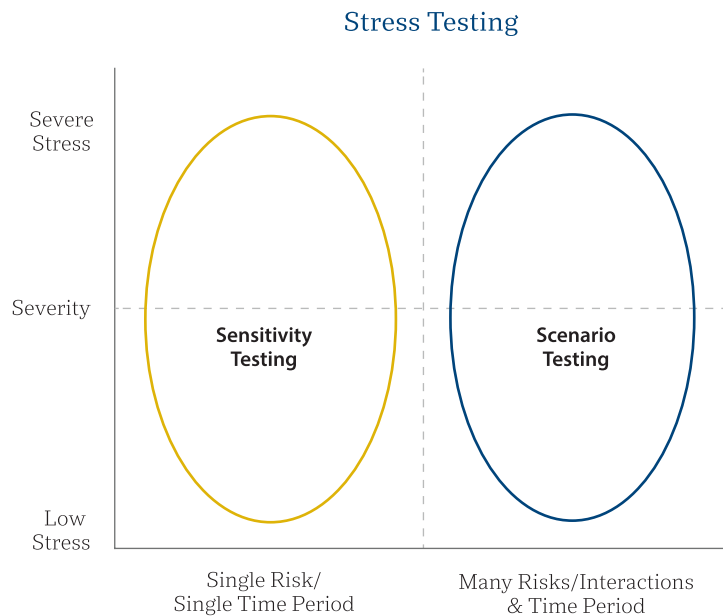 Stress Testing
Severe
Stress
Severity
Sensitivity
Testing
Scenario
Testing
Low
Stress
Single Risk/
Single Time Period
Many Risks/Interactions
& Time Period